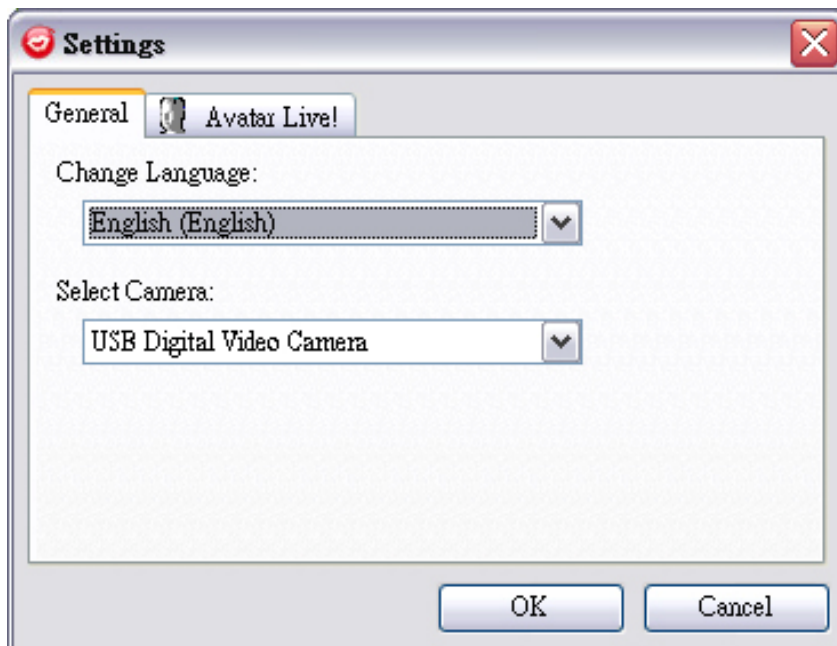 Settings
General
Avatar Live!
Change Language:
English (English)
Select Camera:
USB Digital Video Camera
OK
Cancel